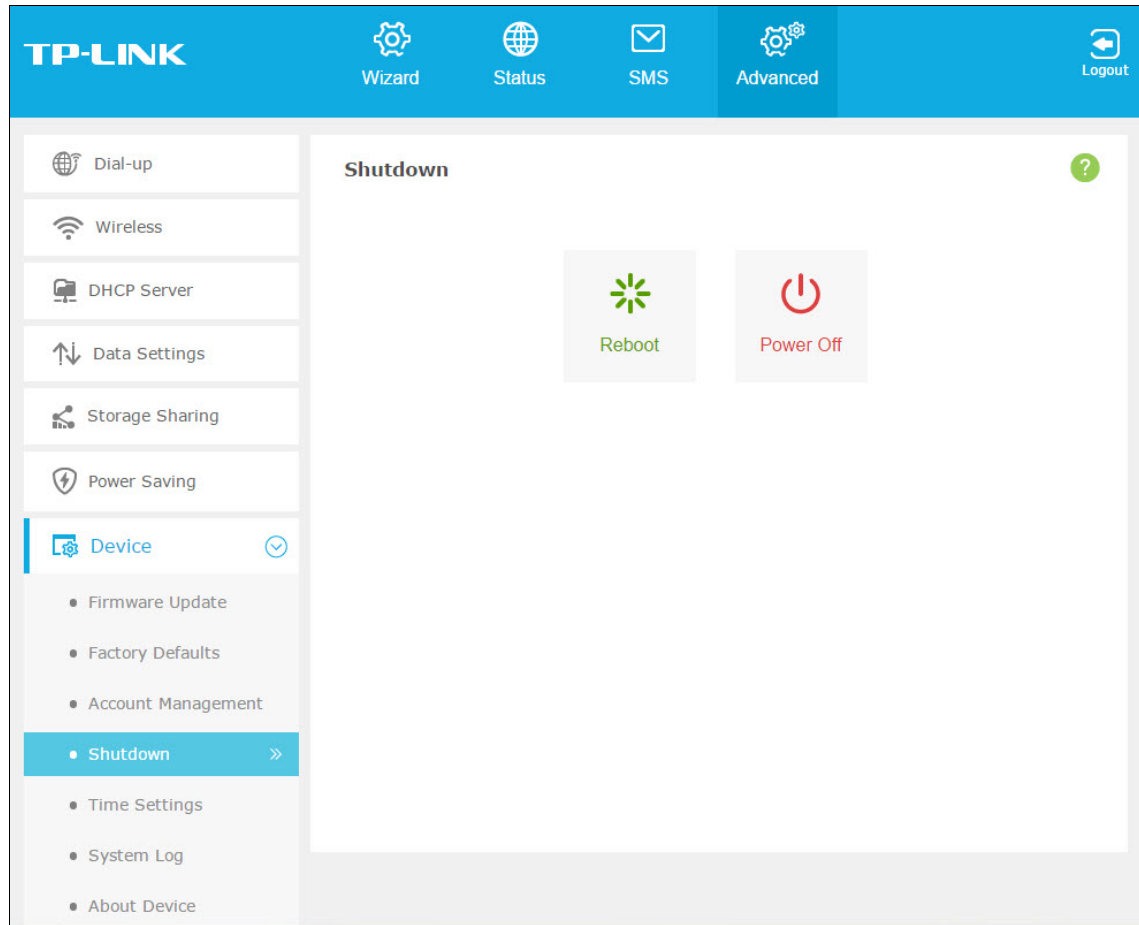 TP-LINK
Wizard
Status
SMS
Advanced
Logout
Dial-up
Wireless
DHCP Server
Data Settings
Storage Sharing
Power Saving
Device
Firmware Update
Factory Defaults
Account Management
Shutdown
Time Settings
System Log
About Device
Shutdown
?
Reboot
Power Off